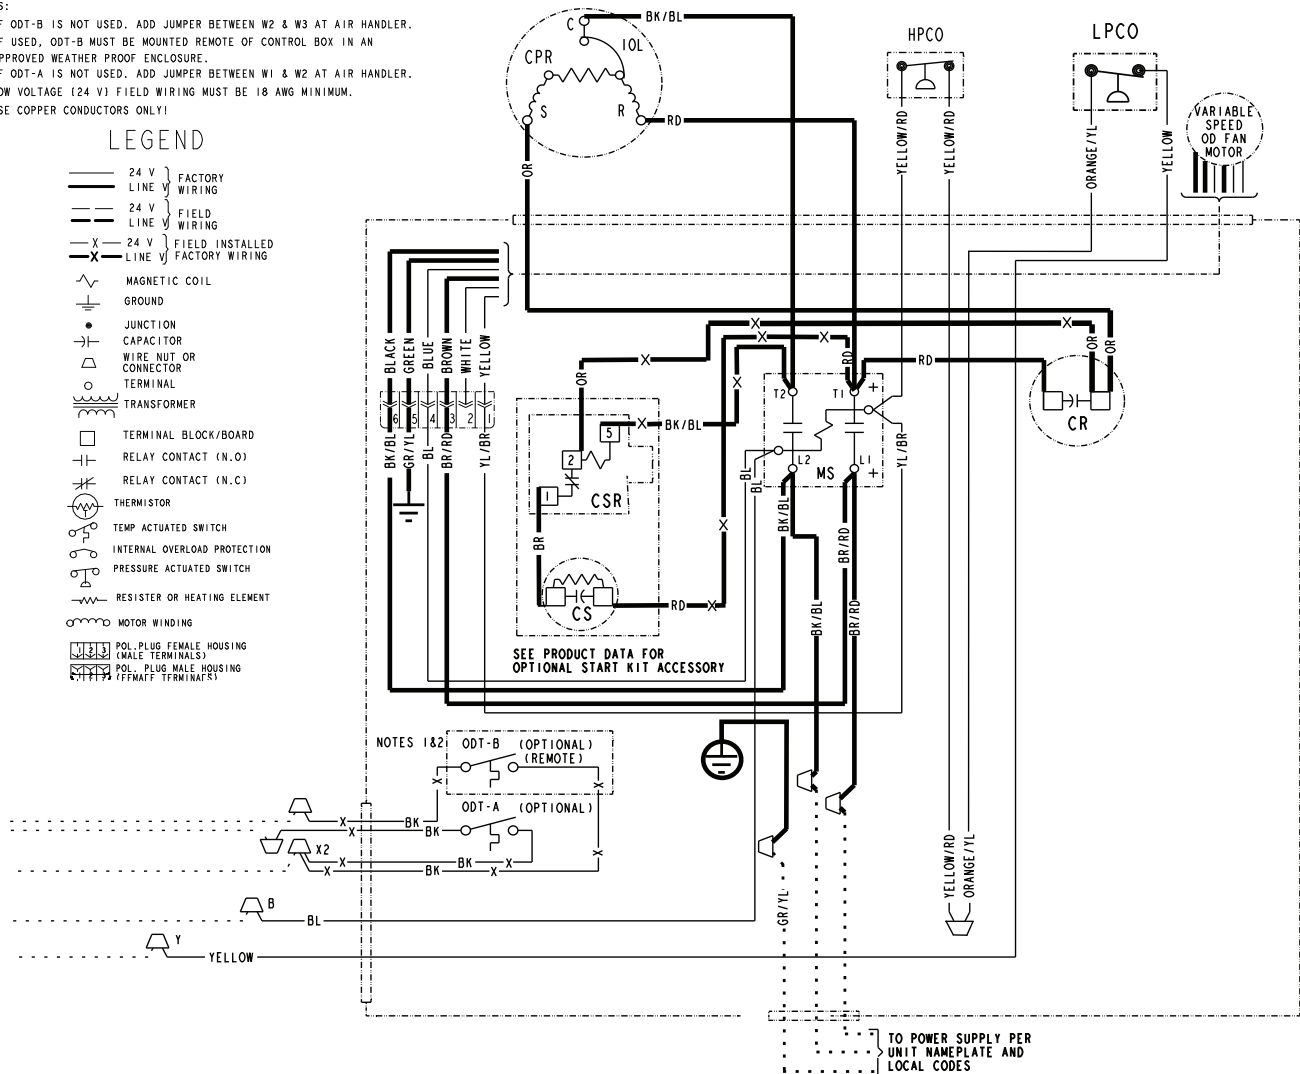 S:
F ODT-B IS NOT USED. ADD JUMPER BETWEEN W2 & W3 AT AIR HANDLER.
F USED, ODT-B MUST BE MOUNTED REMOTE OF CONTROL BOX IN AN
PPROVED WEATHER PROOF ENCLOSURE.
F ODT-A IS NOT USED. ADD JUMPER BETWEEN W1 & W2 AT AIR HANDLER.
OW VOLTAGE (24 V) FIELD WIRING MUST BE 18 AWG MINIMUM.
SE COPPER CONDUCTORS ONLY!
LEGEND
24 V
LINE V
FACTORY
WIRING
24 V
LINE V
FIELD
WIRING
X 24 V
X LINE V
FIELD INSTALLED
FACTORY WIRING
MAGNETIC COIL
GROUND
JUNCTION
CAPACITOR
WIRE NUT OR
CONNECTOR
TERMINAL
TRANSFORMER
TERMINAL BLOCK/BOARD
RELAY CONTACT (N.O)
RELAY CONTACT (N.C)
THERMISTOR
TEMP ACTUATED SWITCH
INTERNAL OVERLOAD PROTECTION
PRESSURE ACTUATED SWITCH
RESISTER OR HEATING ELEMENT
MOTOR WINDING
1 2 3
POL.PLUG FEMALE HOUSING
(MALE TERMINALS)
POL. PLUG MALE HOUSING
(FEMALE TERMINALS)
C
IOL
CPR
S
R
BK/BL
RD
OR
HPCO
LPCO
YELLOW/RD
YELLOW/RD
ORANGE/YL
YELLOW
VARIABLE
SPEED
OD FAN
MOTOR
BLACK
GREEN
BLUE
BROWN
WHITE
YELLOW
6
5
4
3
2
1
BK/BL
GR/YL
BL
BR/RD
YL/BR
X
X
X
X
X
OR
RD
RD
OR
OR
CR
T2
T1
+
L2
L1
+
MS
X
BK/BL
5
2
1
CSR
BR
CS
RD
X
X
BL
BL
BK/BL
BR/RD
YL/BR
BK/BL
BR/RD
SEE PRODUCT DATA FOR
OPTIONAL START KIT ACCESSORY
NOTES 1&2
ODT-B
(OPTIONAL)
(REMOTE)
X
X
ODT-A
(OPTIONAL)
X
BK
X
BK
X2
X
BK
X
X
BK
X
X
B
BL
Y
YELLOW
GR/YL
YELLOW/RD
ORANGE/YL
TO POWER SUPPLY PER
UNIT NAMEPLATE AND
LOCAL CODES